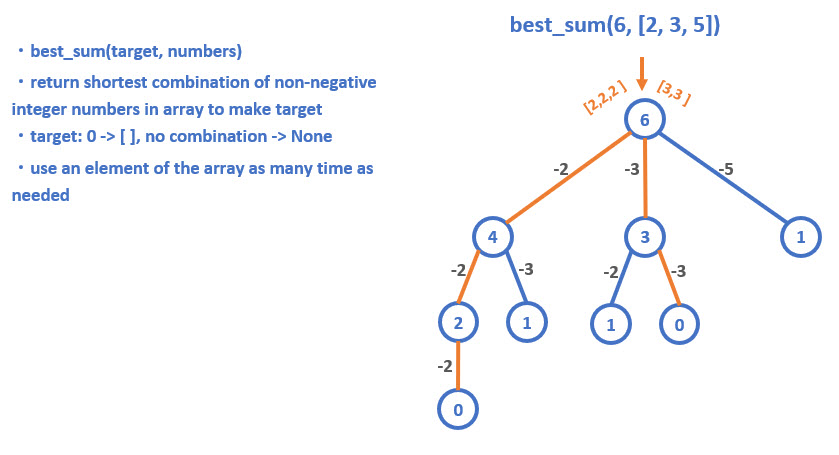 best_sum(6, [2, 3, 5])
・best_sum(target, numbers)
・return shortest combination of non-negative
integer numbers in array to make target
・target: 0 -> [ ], no combination -> None
・use an element of the array as many time as
needed
[2,2,2 ]
[3,3 ]
6
-2
-3
-5
4
3
1
-2
-3
-2
-3
2
1
1
0
-2
0